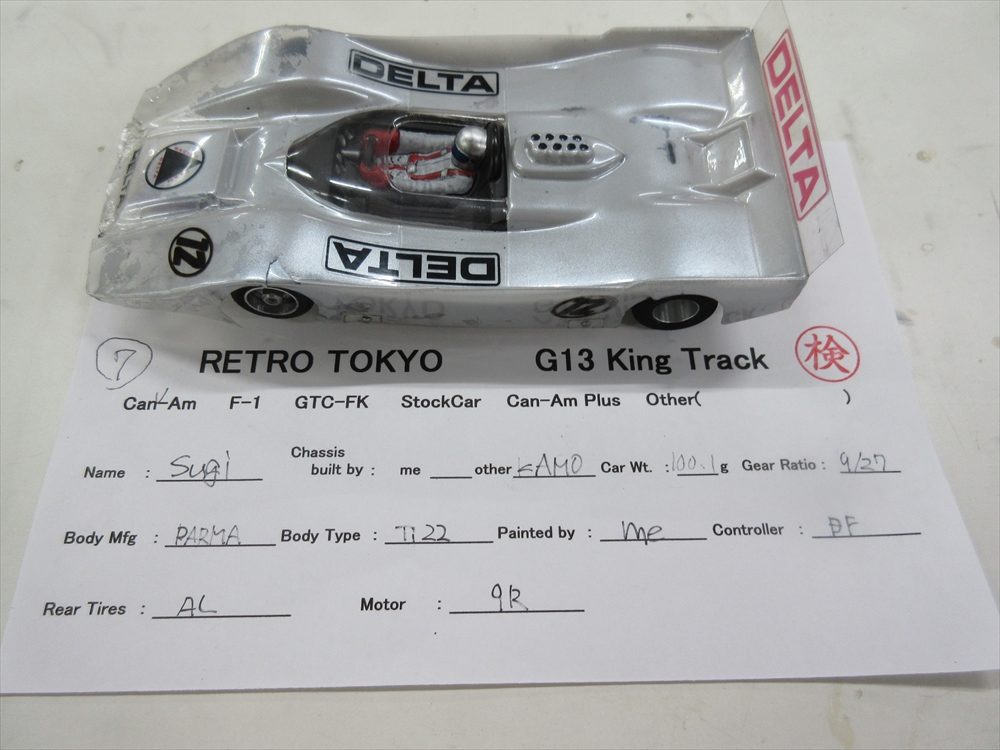 DELTA
DELTA
12
DELTA
12
⑦ RETRO TOKYO G13 King Track 検
Can-Am F-1 GTC-FK StockCar Can-Am Plus Other( )
Name : Sugi Chassis built by : me other KAMO Car Wt. : 100.1 g Gear Ratio : 9/27
Body Mfg : PARMA Body Type : Ti22 Painted by : me Controller : PF
Rear Tires : AL Motor : 9R